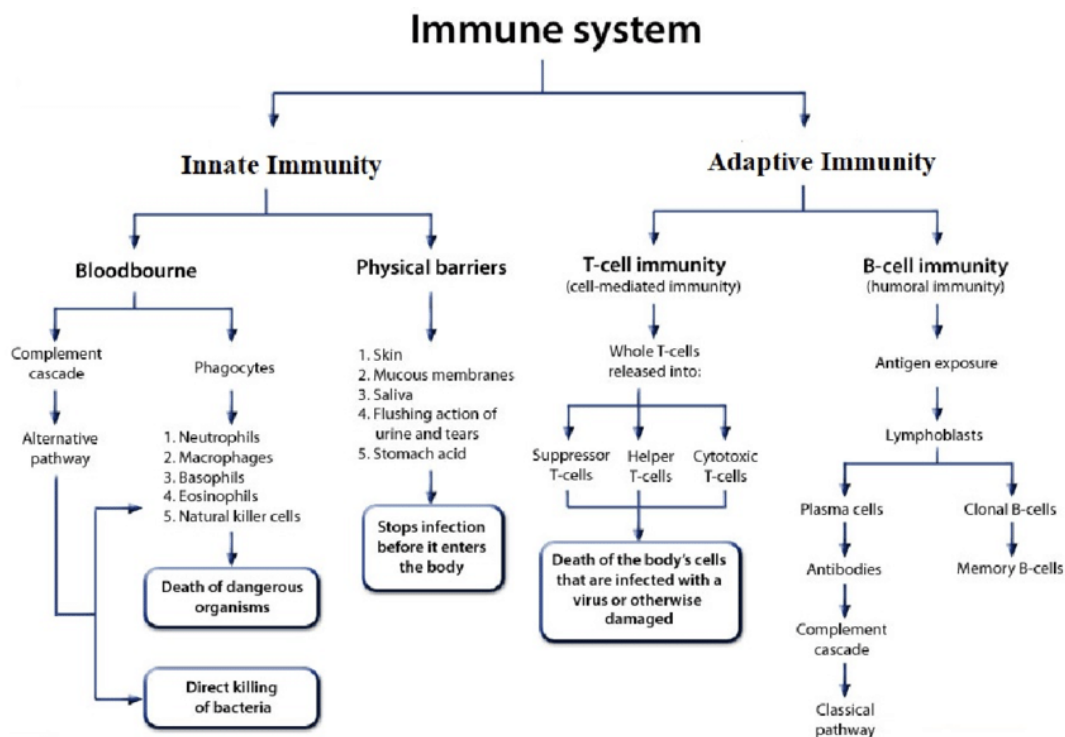 Immune system
Innate Immunity
Adaptive Immunity
Bloodbourne
Physical barriers
T-cell immunity
(cell-mediated immunity)
B-cell immunity
(humoral immunity)
Complement
cascade
Phagocytes
1. Skin
2. Mucous membranes
3. Saliva
4. Flushing action of
urine and tears
5. Stomach acid
Whole T-cells
released into:
Antigen exposure
Alternative
pathway
1. Neutrophils
2. Macrophages
3. Basophils
4. Eosinophils
5. Natural killer cells
Suppressor
T-cells
Helper
T-cells
Cytotoxic
T-cells
Lymphoblasts
Stops infection
before it enters
the body
Plasma cells
Clonal B-cells
Death of dangerous
organisms
Death of the body's cells
that are infected with a
virus or otherwise
damaged
Antibodies
Memory B-cells
Complement
cascade
Direct killing
of bacteria
Classical
pathway